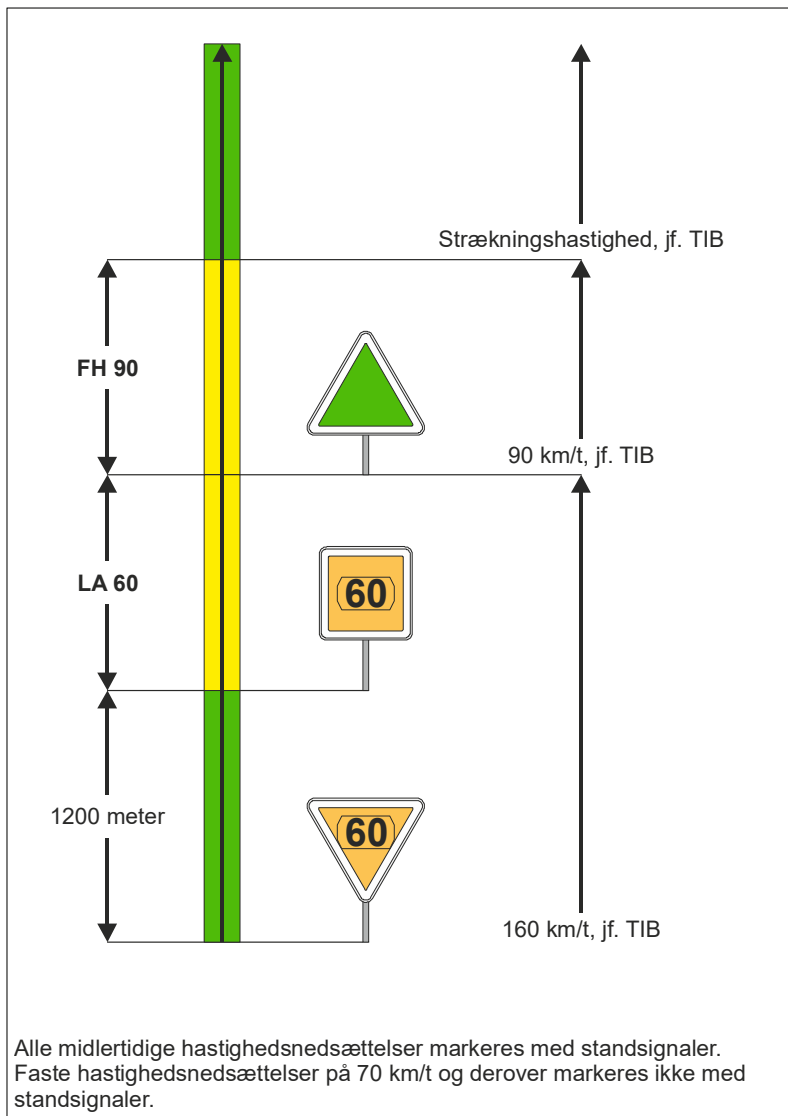 Strækningshastighed, jf. TIB
FH 90
90 km/t, jf. TIB
LA 60
60
1200 meter
60
160 km/t, jf. TIB
Alle midlertidige hastighedsnedsættelser markeres med standsignaler.
Faste hastighedsnedsættelser på 70 km/t og derover markeres ikke med
standsignaler.